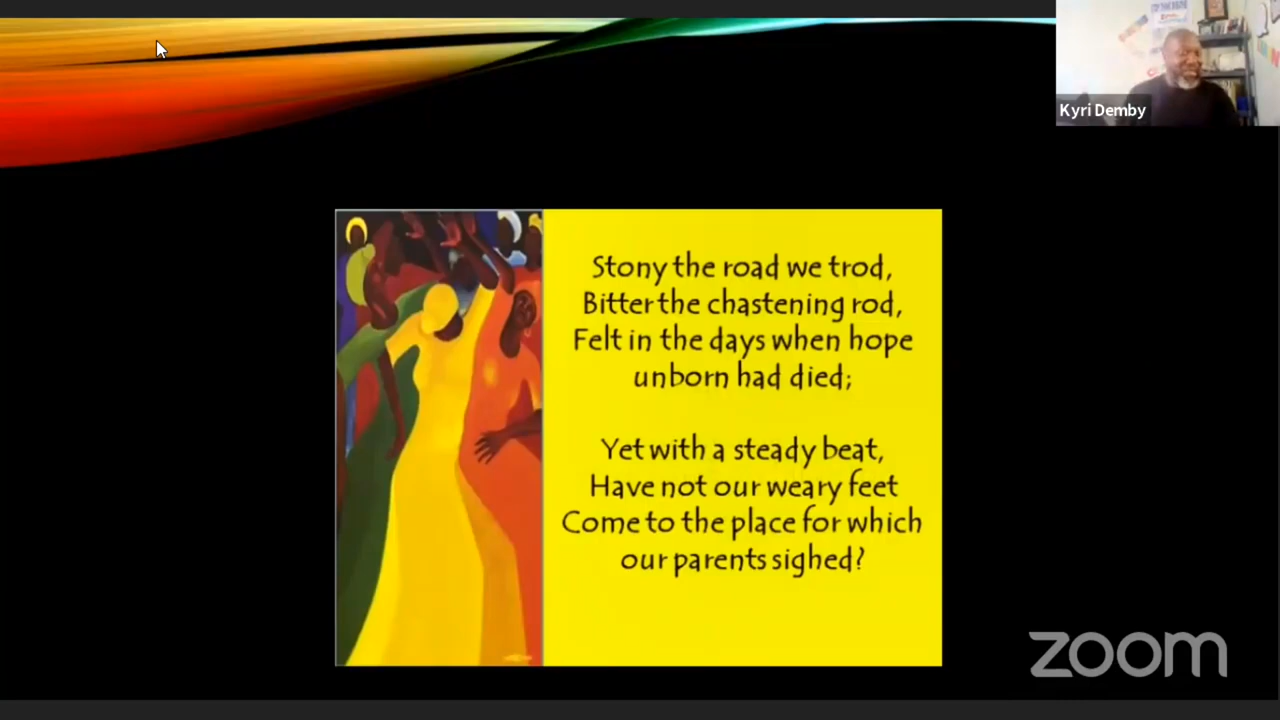 Kyri Demby
Stony the road we trod,
Bitter the chastening rod,
Felt in the days when hope
unborn had died;
Yet with a steady beat,
Have not our weary feet
Come to the place for which
our parents sighed?
zoom